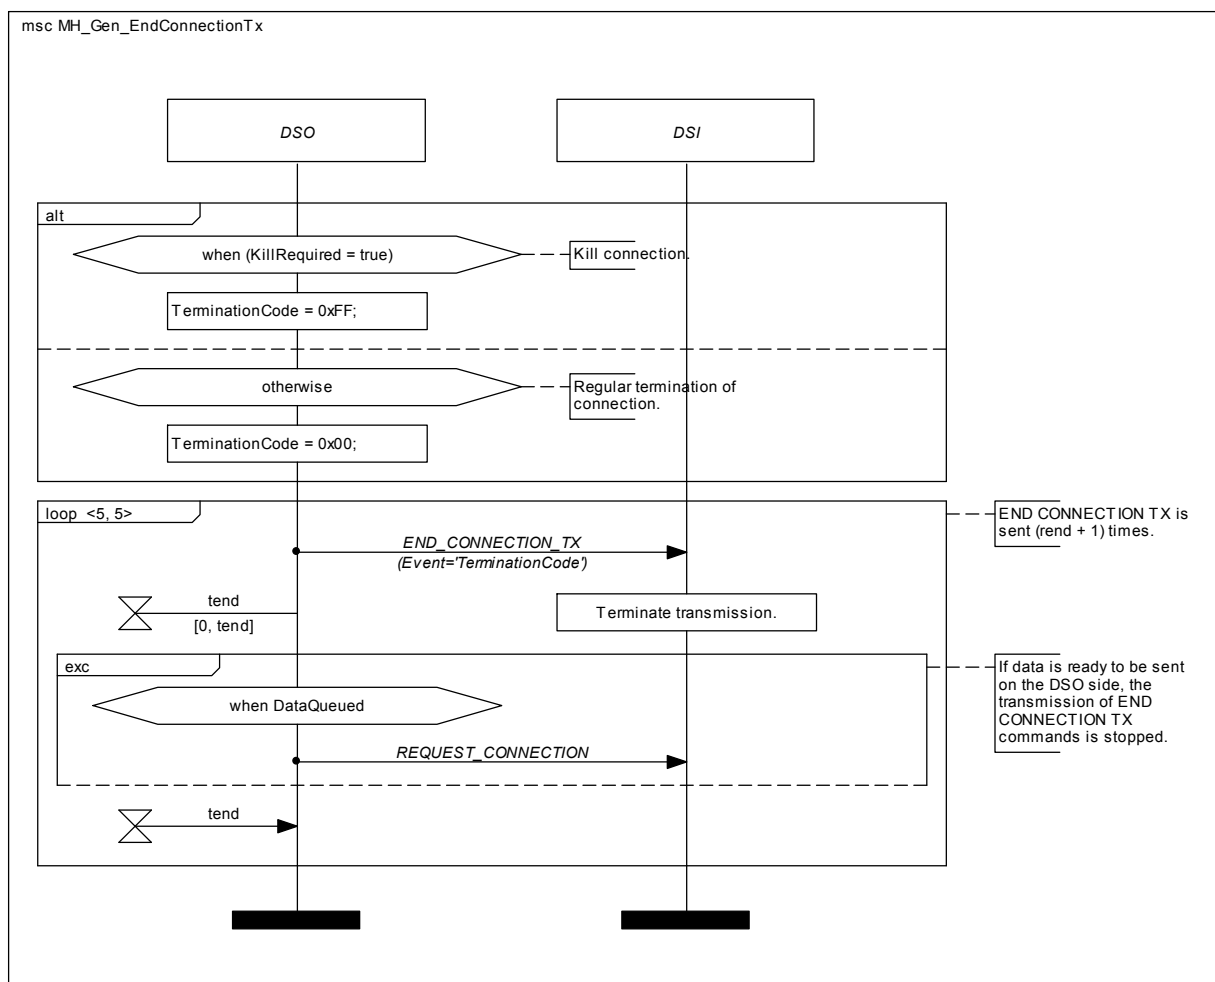 msc MH_Gen_EndConnectionTx
DSO
DSI
alt
when (KillRequired = true)
Kill connection.
TerminationCode = 0xFF;
otherwise
Regular termination of
connection.
TerminationCode = 0x00;
loop <5, 5>
END CONNECTION TX is
sent (rend + 1) times.
END_CONNECTION_TX
(Event='TerminationCode')
tend
[0, tend]
Terminate transmission.
exc
If data is ready to be sent
on the DSO side, the
transmission of END
CONNECTION TX
commands is stopped.
when DataQueued
REQUEST_CONNECTION
tend